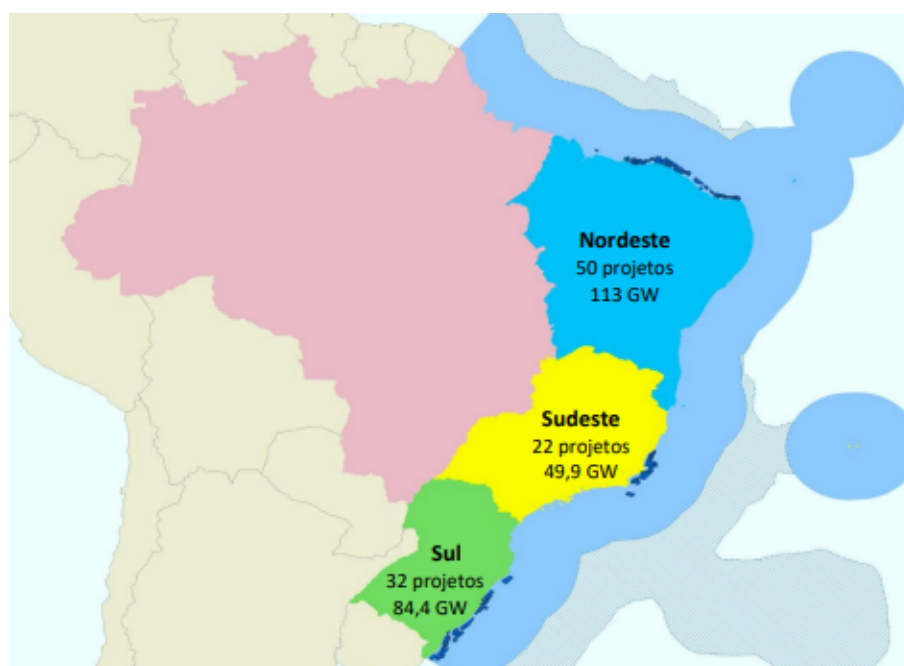 Nordeste
50 projetos
113 GW
Sudeste
22 projetos
49,9 GW
Sul
32 projetos
84,4 GW